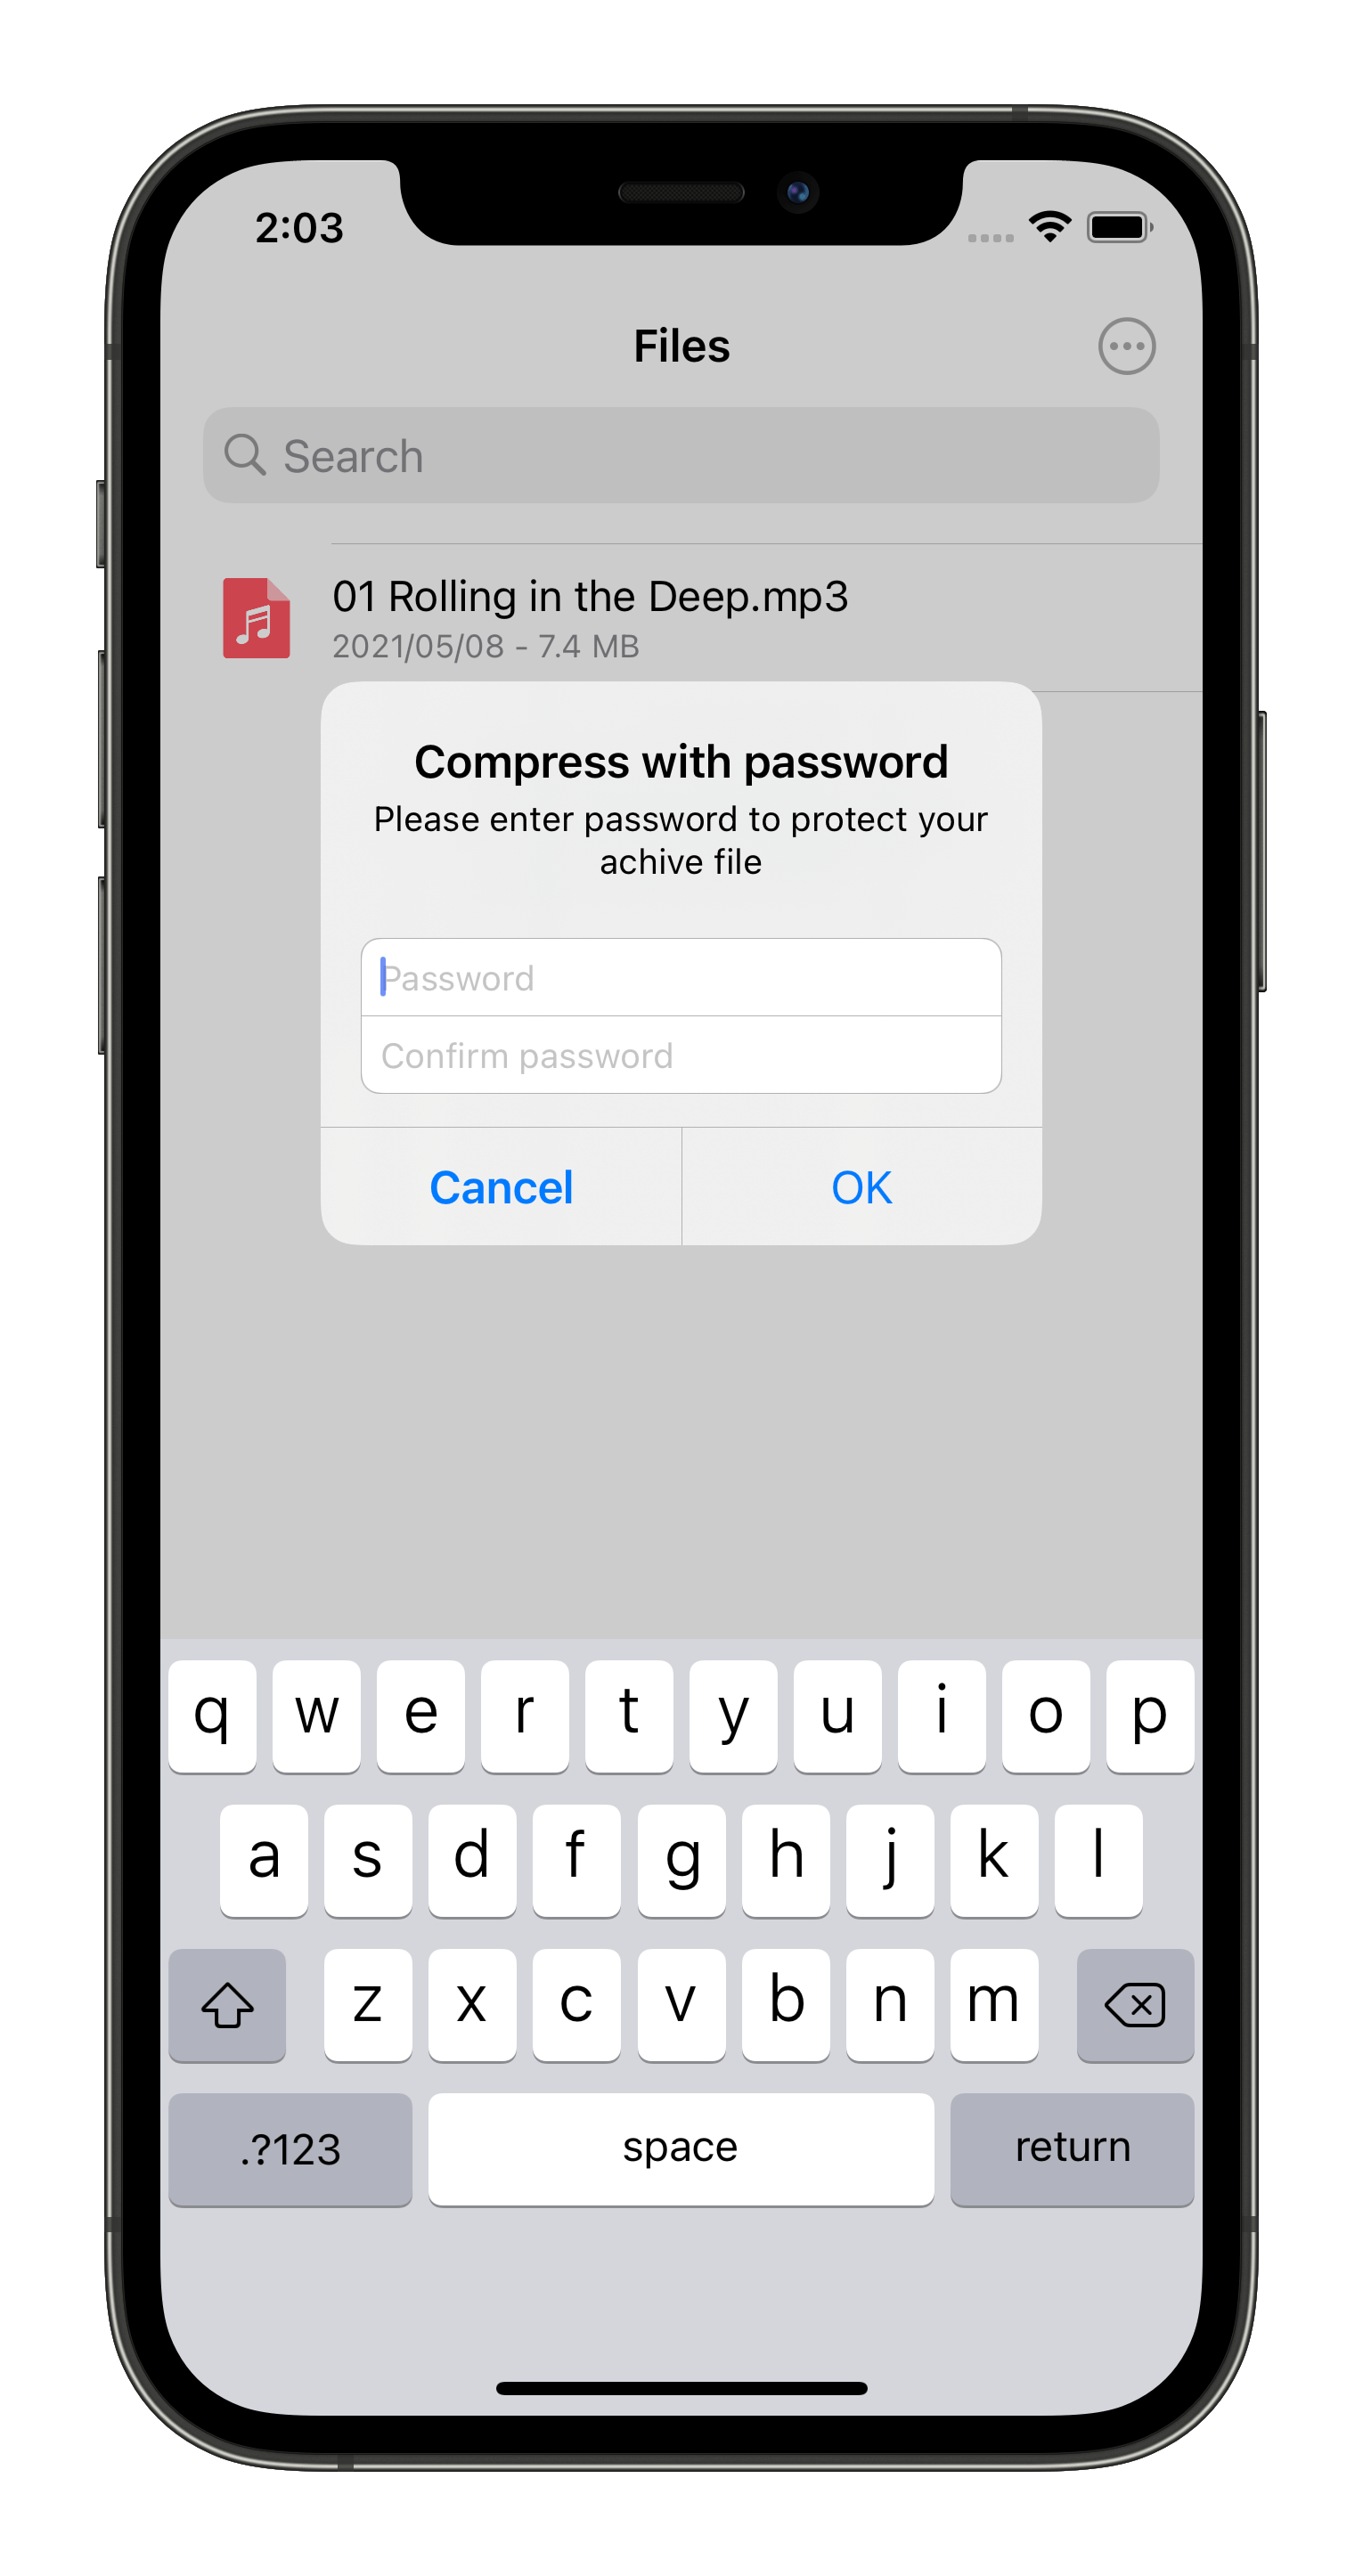 2:03
Files
Search
01 Rolling in the Deep.mp3
2021/05/08 - 7.4 MB
Compress with password
Please enter password to protect your
achive file
Password
Confirm password
Cancel OK
q w e r t y u i o p
a s d f g h j k l
z x c v b n m
.?123 space return